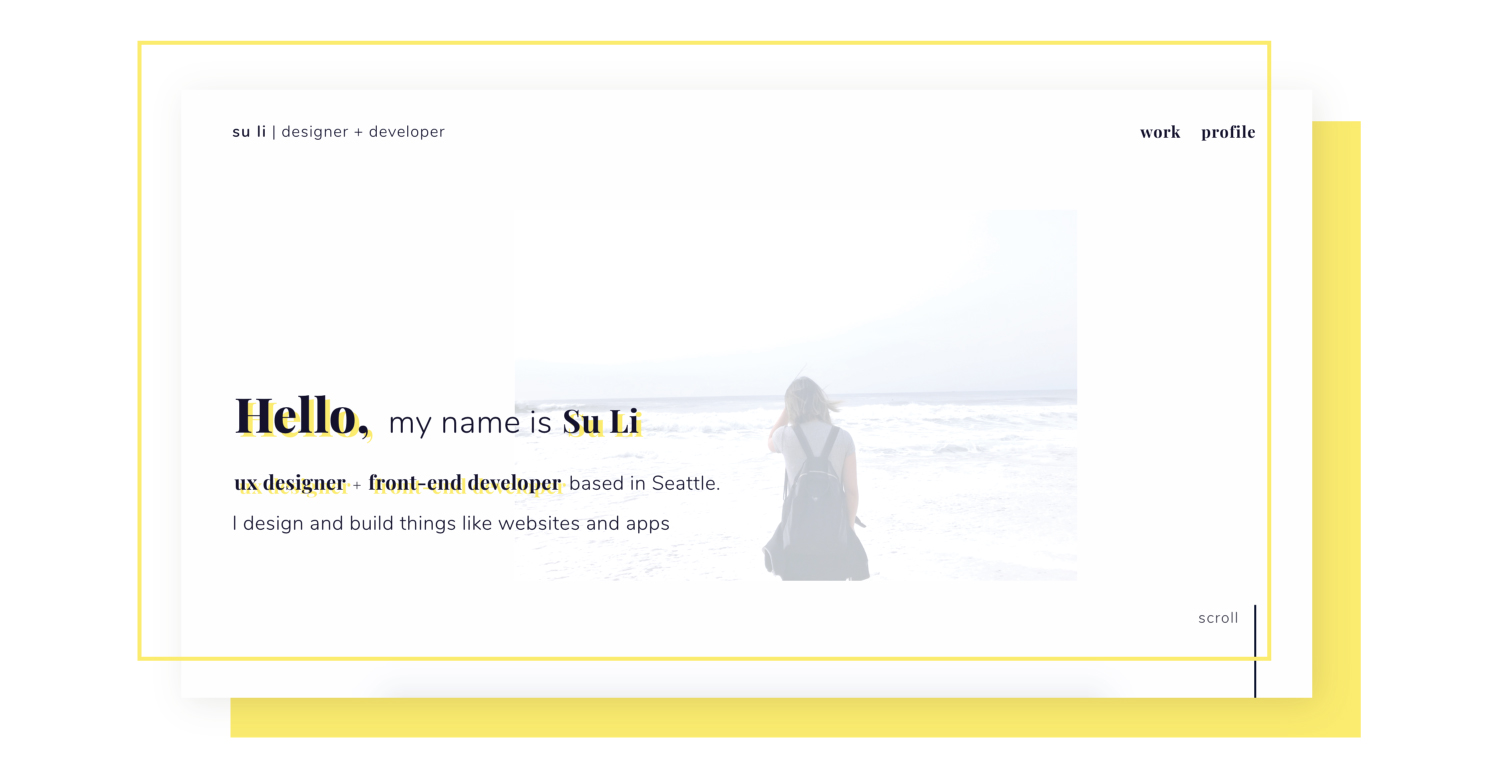 su li | designer + developer
work profile
Hello, my name is Su Li
ux designer + front-end developer based in Seattle.
I design and build things like websites and apps
scroll